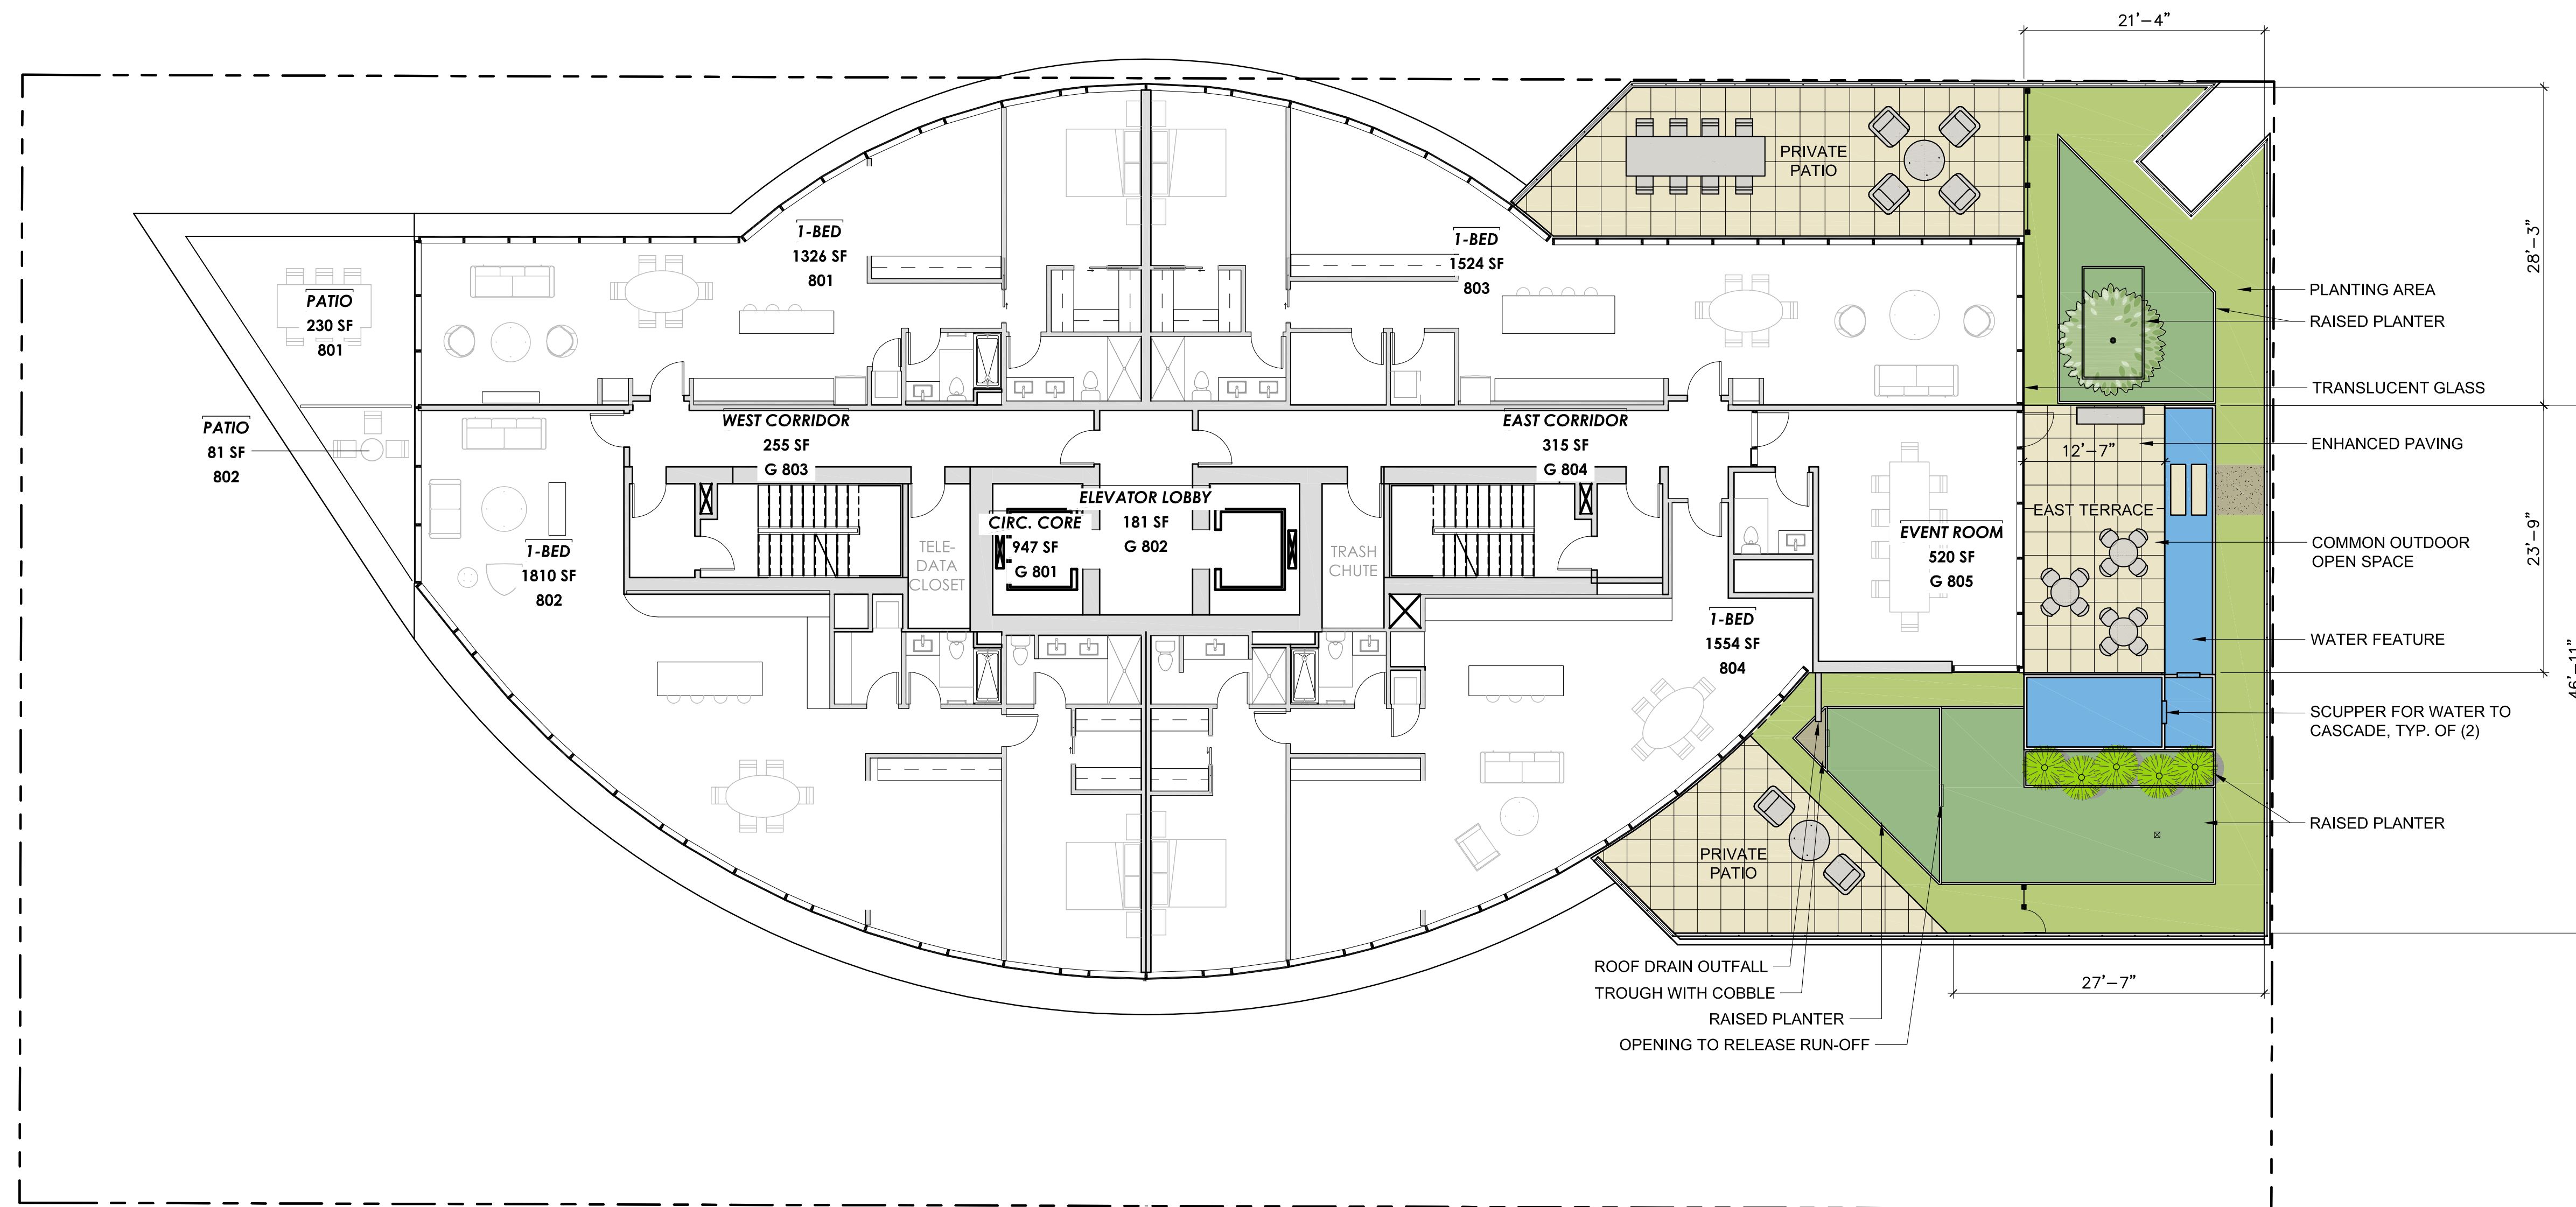 21'-4"
PRIVATE
PATIO
1-BED
1326 SF
801
1-BED
1524 SF
803
28'-3"
PATIO
230 SF
801
PLANTING AREA
RAISED PLANTER
TRANSLUCENT GLASS
PATIO
81 SF
802
WEST CORRIDOR
255 SF
G 803
EAST CORRIDOR
315 SF
G 804
12'-7"
ENHANCED PAVING
ELEVATOR LOBBY
181 SF
G 802
CIRC. CORE
947 SF
G 801
EAST TERRACE
EVENT ROOM
520 SF
G 805
23'-9"
1-BED
1810 SF
802
TELE-
DATA
CLOSET
TRASH
CHUTE
COMMON OUTDOOR
OPEN SPACE
1-BED
1554 SF
804
WATER FEATURE
46'-11"
SCUPPER FOR WATER TO
CASCADE, TYP. OF (2)
RAISED PLANTER
PRIVATE
PATIO
ROOF DRAIN OUTFALL
TROUGH WITH COBBLE
RAISED PLANTER
OPENING TO RELEASE RUN-OFF
27'-7"